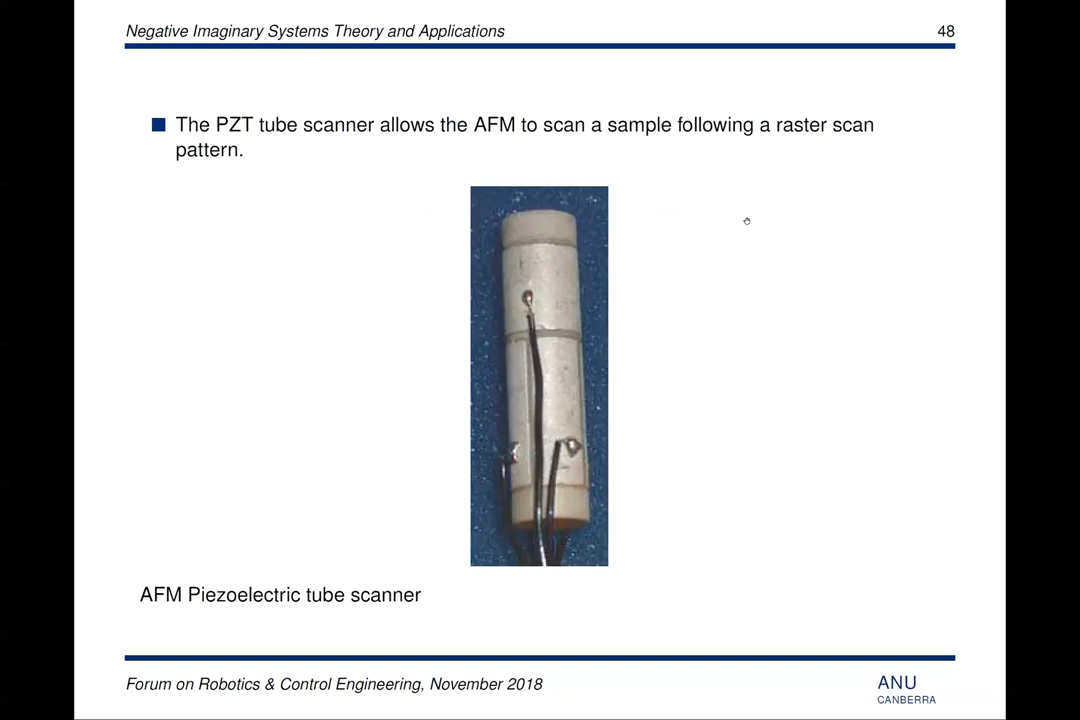 Negative Imaginary Systems Theory and Applications 48
The PZT tube scanner allows the AFM to scan a sample following a raster scan
pattern.
AFM Piezoelectric tube scanner
Forum on Robotics & Control Engineering, November 2018
ANU
CANBERRA